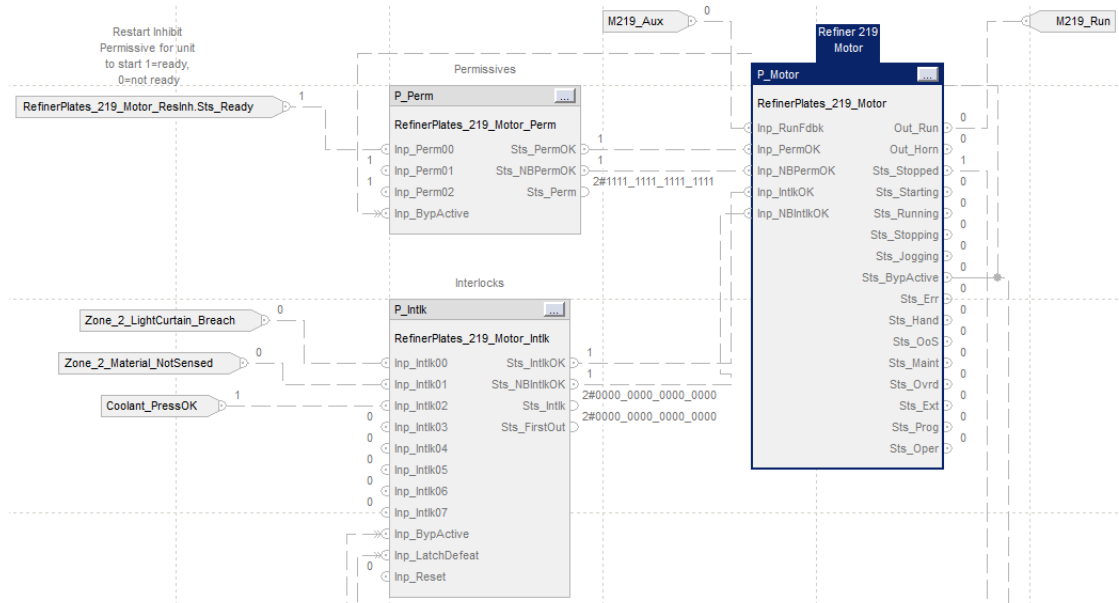 Restart Inhibit
Permissive for unit
to start 1=ready,
0=not ready
RefinerPlates_219_Motor_ResInh.Sts_Ready
1
Permissives
P_Perm
...
RefinerPlates_219_Motor_Perm
Inp_Perm00
Sts_PermOK
1
1
Inp_Perm01
Sts_NBPermOK
1
1
Inp_Perm02
Sts_Perm
2#1111_1111_1111_1111
Inp_BypActive
Interlocks
Zone_2_LightCurtain_Breach
0
Zone_2_Material_NotSensed
0
Coolant_PressOK
1
P_Intlk
...
RefinerPlates_219_Motor_Intlk
Inp_Intlk00
Sts_IntlkOK
1
Inp_Intlk01
Sts_NBIntlkOK
1
Inp_Intlk02
Sts_Intlk
2#0000_0000_0000_0000
0
Inp_Intlk03
Sts_FirstOut
2#0000_0000_0000_0000
0
Inp_Intlk04
0
Inp_Intlk05
0
Inp_Intlk06
0
Inp_Intlk07
Inp_BypActive
Inp_LatchDefeat
0
Inp_Reset
M219_Aux
0
Refiner 219
Motor
P_Motor
...
RefinerPlates_219_Motor
Inp_RunFdbk
Out_Run
0
Inp_PermOK
Out_Horn
0
Inp_NBPermOK
Sts_Stopped
1
Inp_IntlkOK
Sts_Starting
0
Inp_NBIntlkOK
Sts_Running
0
Sts_Stopping
0
Sts_Jogging
0
Sts_BypActive
0
Sts_Err
0
Sts_Hand
0
Sts_OoS
0
Sts_Maint
0
Sts_Ovrd
0
Sts_Ext
0
Sts_Prog
0
Sts_Oper
0
M219_Run